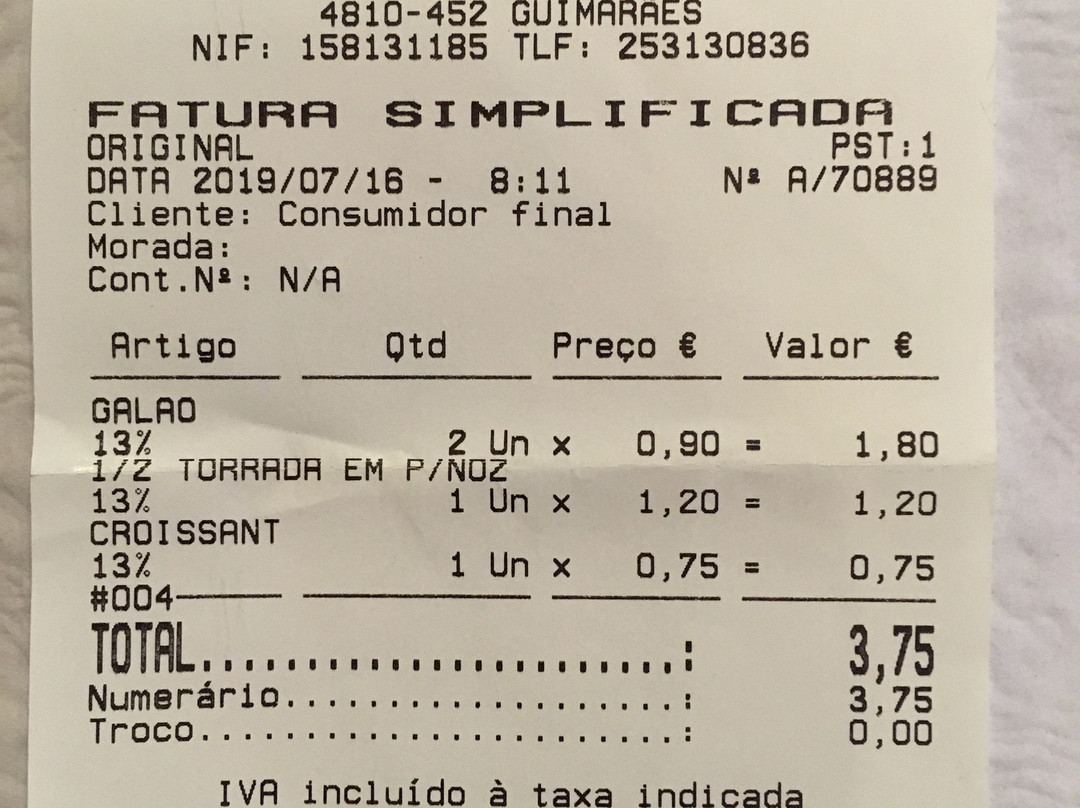 4810-452 GUIMARAES
NIF: 158131185 TLF: 253130836
FATURA SIMPLIFICADA
ORIGINAL PST:1
DATA 2019/07/16 - 8:11 Nº A/70889
Cliente: Consumidor final
Morada:
Cont.Nº: N/A
Artigo Qtd Preço € Valor €
GALAO
13% 2 Un x 0,90 = 1,80
1/2 TORRADA EM P/NOZ
13% 1 Un x 1,20 = 1,20
CROISSANT
13% 1 Un x 0,75 = 0,75
#004
TOTAL.......................: 3,75
Numerário...................: 3,75
Troco.......................: 0,00
IVA incluído à taxa indicada